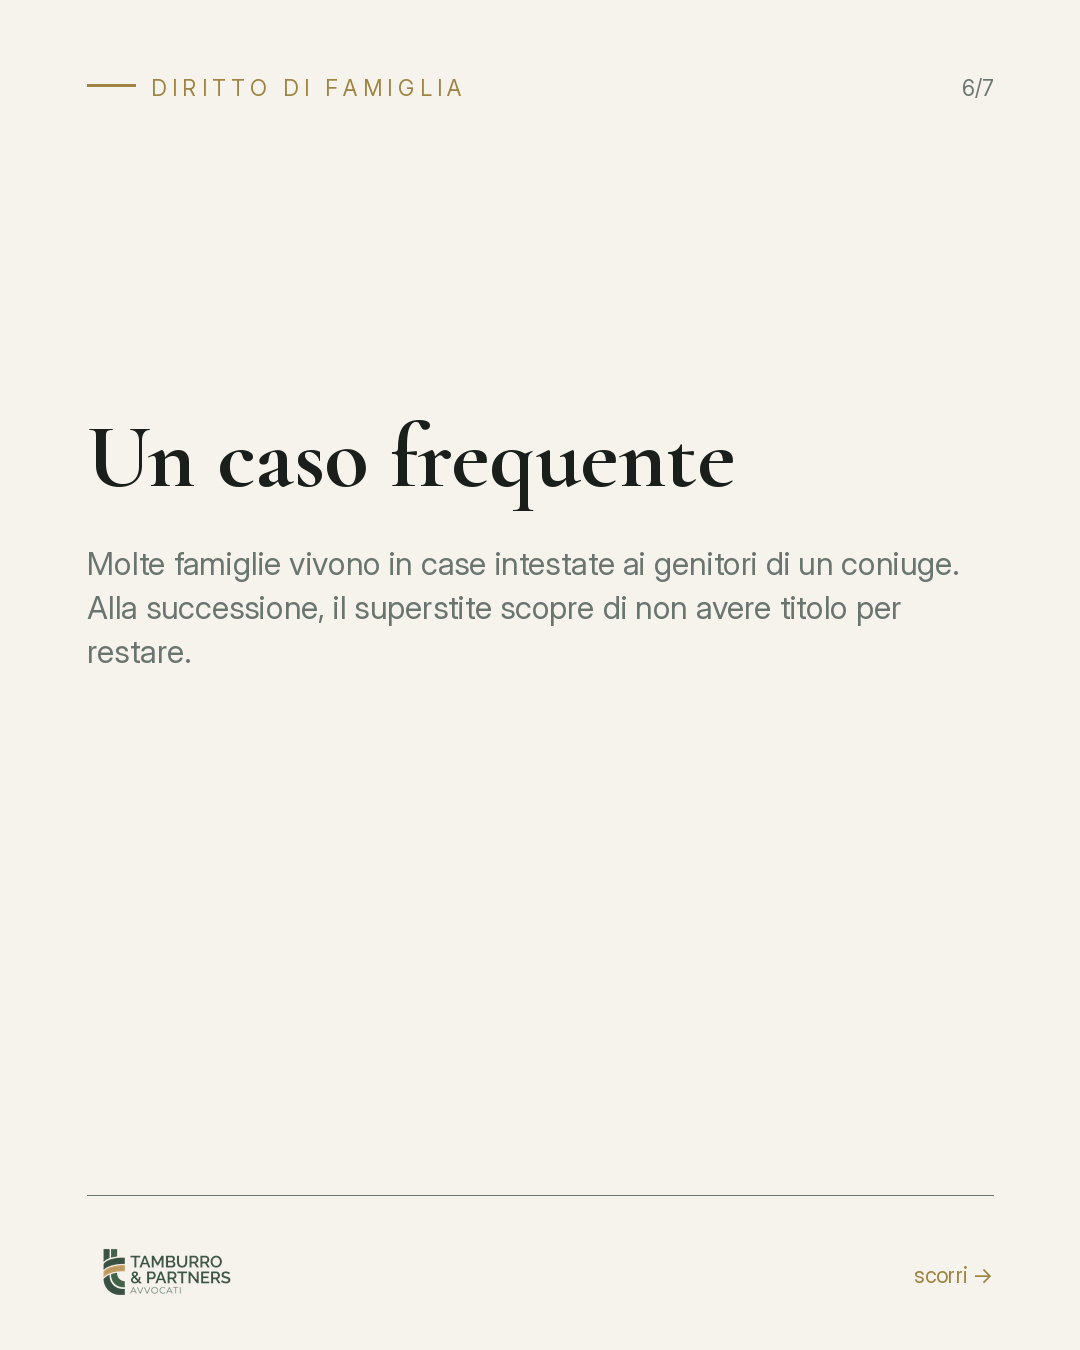 DIRITTO DI FAMIGLIA
6/7
Un caso frequente
Molte famiglie vivono in case intestate ai genitori di un coniuge.
Alla successione, il superstite scopre di non avere titolo per
restare.
TAMBURRO
& PARTNERS
AVVOCATI
scorri →